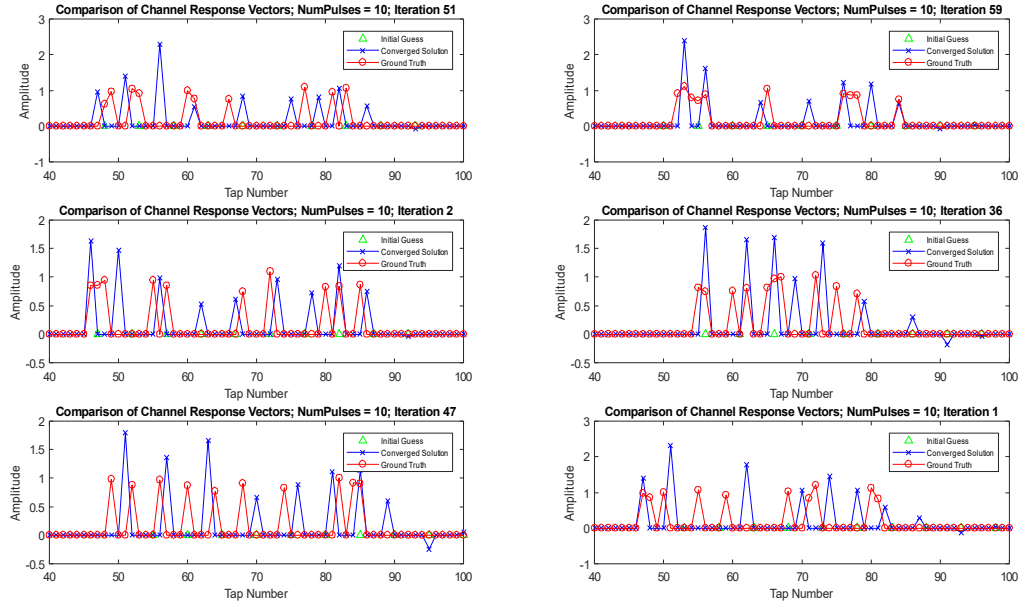 Comparison of Channel Response Vectors; NumPulses = 10; Iteration 51
Amplitude
3
2
1
0
-1
40 50 60 70 80 90 100
Tap Number
Initial Guess
Converged Solution
Ground Truth
Comparison of Channel Response Vectors; NumPulses = 10; Iteration 59
Amplitude
3
2
1
0
-1
40 50 60 70 80 90 100
Tap Number
Initial Guess
Converged Solution
Ground Truth
Comparison of Channel Response Vectors; NumPulses = 10; Iteration 2
Amplitude
2
1.5
1
0.5
0
-0.5
40 50 60 70 80 90 100
Tap Number
Initial Guess
Converged Solution
Ground Truth
Comparison of Channel Response Vectors; NumPulses = 10; Iteration 36
Amplitude
2
1.5
1
0.5
0
-0.5
40 50 60 70 80 90 100
Tap Number
Initial Guess
Converged Solution
Ground Truth
Comparison of Channel Response Vectors; NumPulses = 10; Iteration 47
Amplitude
2
1.5
1
0.5
0
-0.5
40 50 60 70 80 90 100
Tap Number
Initial Guess
Converged Solution
Ground Truth
Comparison of Channel Response Vectors; NumPulses = 10; Iteration 1
Amplitude
3
2
1
0
-1
40 50 60 70 80 90 100
Tap Number
Initial Guess
Converged Solution
Ground Truth